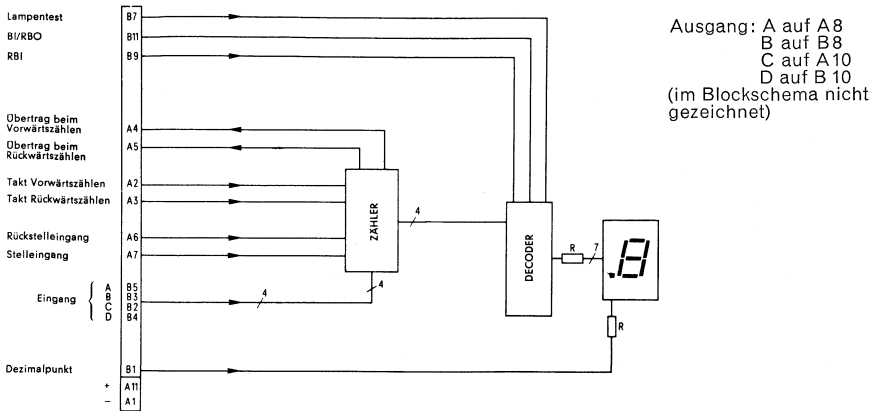 Lampentest B7
BI/RBO B11
RBI B9
Übertrag beim
Vorwärtszählen A4
Übertrag beim
Rückwärtszählen A5
Takt Vorwärtszählen A2
Takt Rückwärtszählen A3
Rückstelleingang A6
Stelleingang A7
Eingang
A B5
B B3
C B2
D B4
Dezimalpunkt B1
+ A11
− A1
ZÄHLER
4
4
4
DECODER
R
7
.8
R
Ausgang: A auf A8
B auf B8
C auf A10
D auf B10
(im Blockschema nicht
gezeichnet)